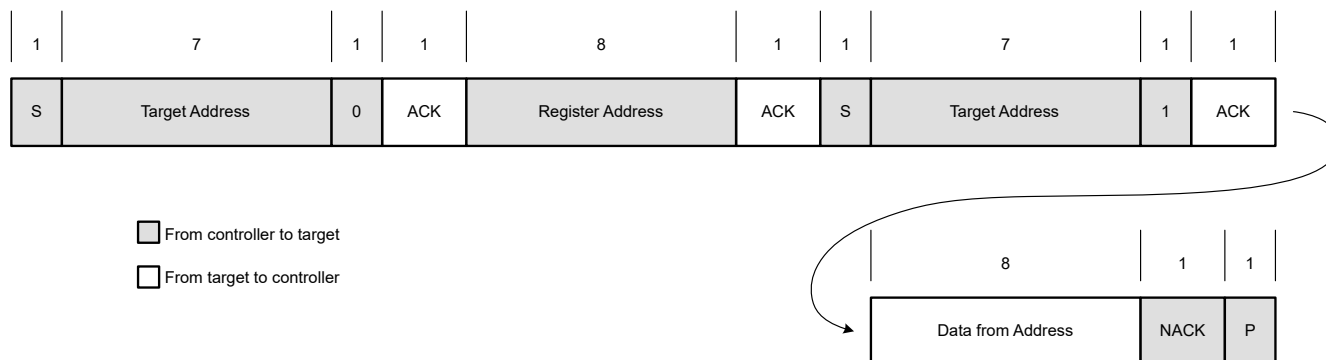 1 7 1 1 8 1 1 7 1 1
S Target Address 0 ACK Register Address ACK S Target Address 1 ACK
From controller to target
From target to controller
8 1 1
Data from Address NACK P